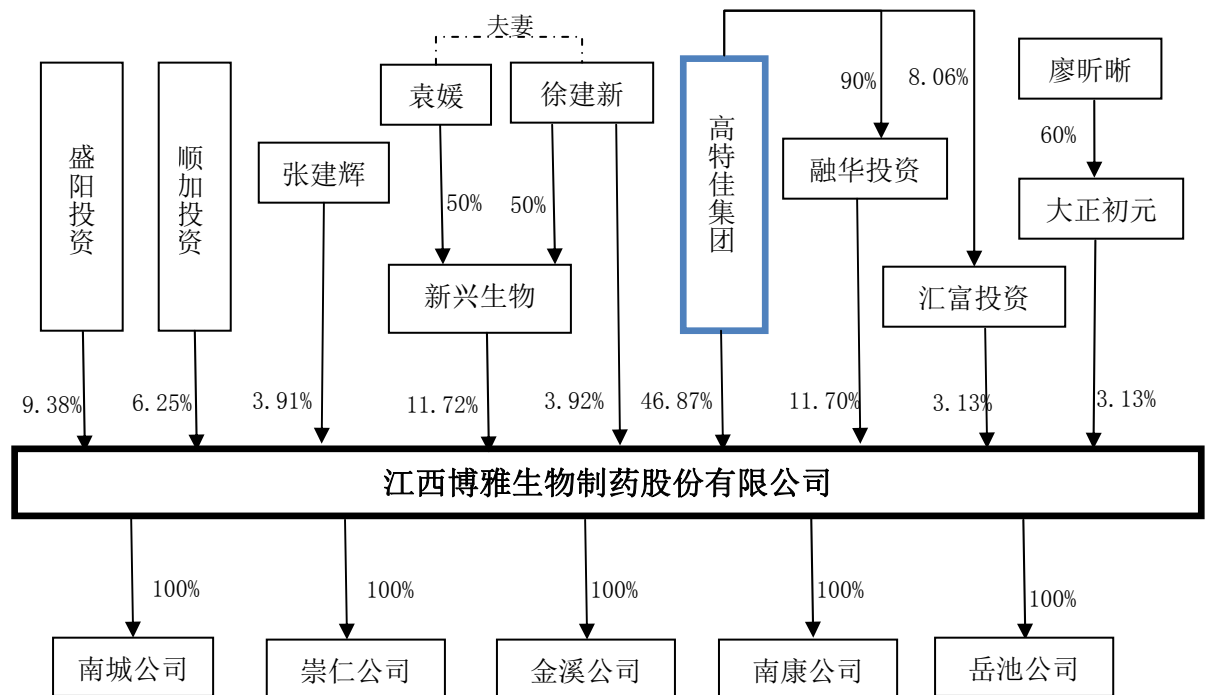 夫妻
袁媛
徐建新
90%
8.06%
廖昕晰
盛阳投资
顺加投资
张建辉
高特佳集团
融华投资
60%
大正初元
50%
50%
新兴生物
汇富投资
9.38%
6.25%
3.91%
11.72%
3.92%
46.87%
11.70%
3.13%
3.13%
江西博雅生物制药股份有限公司
100%
100%
100%
100%
100%
南城公司
崇仁公司
金溪公司
南康公司
岳池公司